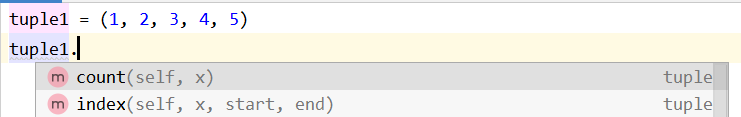 tuple1 = (1, 2, 3, 4, 5)
tuple1.
m count(self, x) tuple
m index(self, x, start, end) tuple